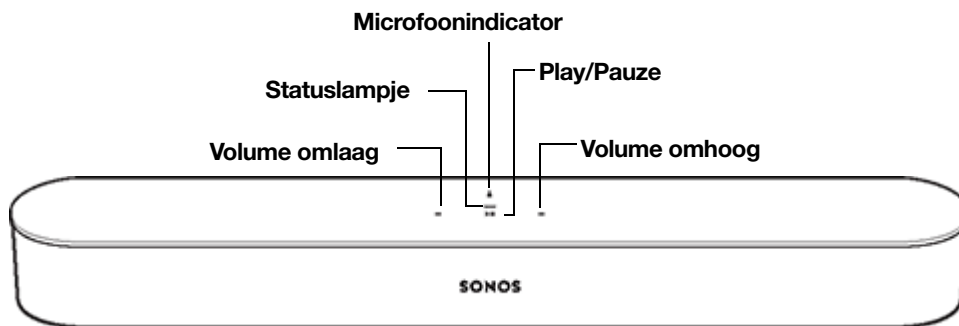 Microfoonindicator
Play/Pauze
Statuslampje
Volume omlaag
Volume omhoog
SONOS